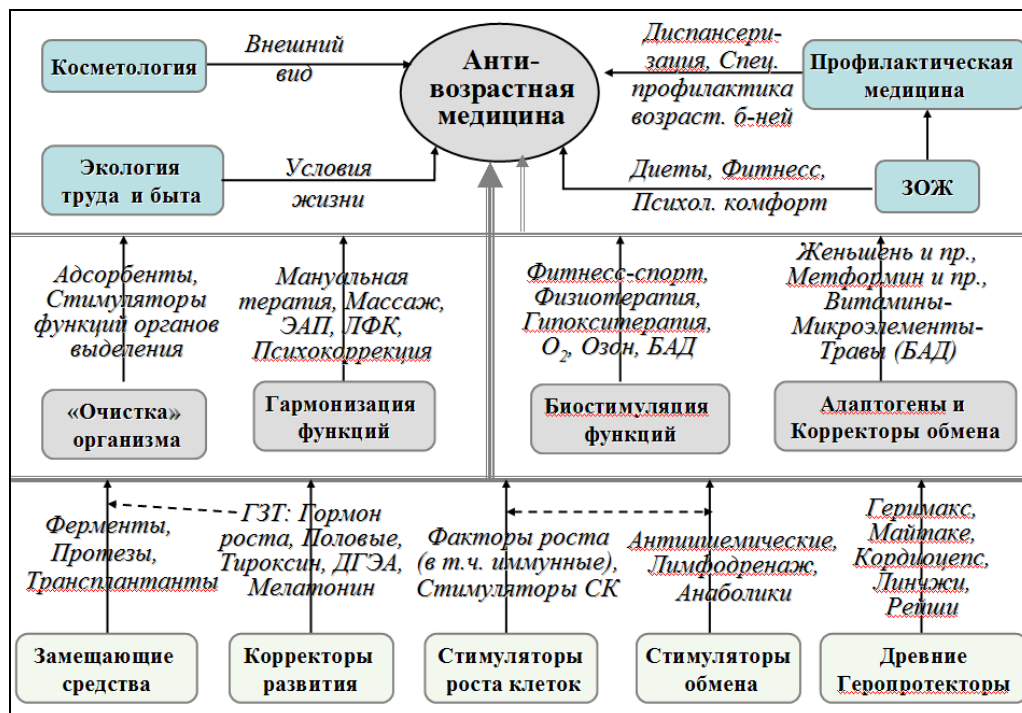 Косметология
Внешний
вид
Анти-
возрастная
медицина
Диспансери-
зация, Спец.
профилактика
возраст. б-ней
Профилактическая
медицина
Экология
труда и быта
Условия
жизни
Диеты, Фитнесс,
Психол. комфорт
ЗОЖ
Адсорбенты,
Стимуляторы
функций органов
выделения
Мануальная
терапия, Массаж,
ЭАП, ЛФК,
Психокоррекция
Фитнесс-спорт,
Физиотерапия,
Гипокситерапия,
О2, Озон, БАД
Женьшень и пр.,
Метформин и пр.,
Витамины-
Микроэлементы-
Травы (БАД)
«Очистка»
организма
Гармонизация
функций
Биостимуляция
функций
Адаптогены и
Корректоры обмена
Ферменты,
Протезы,
Трансплантанты
ГЗТ: Гормон
роста, Половые,
Тироксин, ДГЭА,
Мелатонин
Факторы роста
(в т.ч. иммунные),
Стимуляторы СК
Антиишемические,
Лимфодренаж,
Анаболики
Геримакс,
Майтаке,
Кордиоцепс,
Линчжи,
Рейши
Замещающие
средства
Корректоры
развития
Стимуляторы
роста клеток
Стимуляторы
обмена
Древние
Геропротекторы